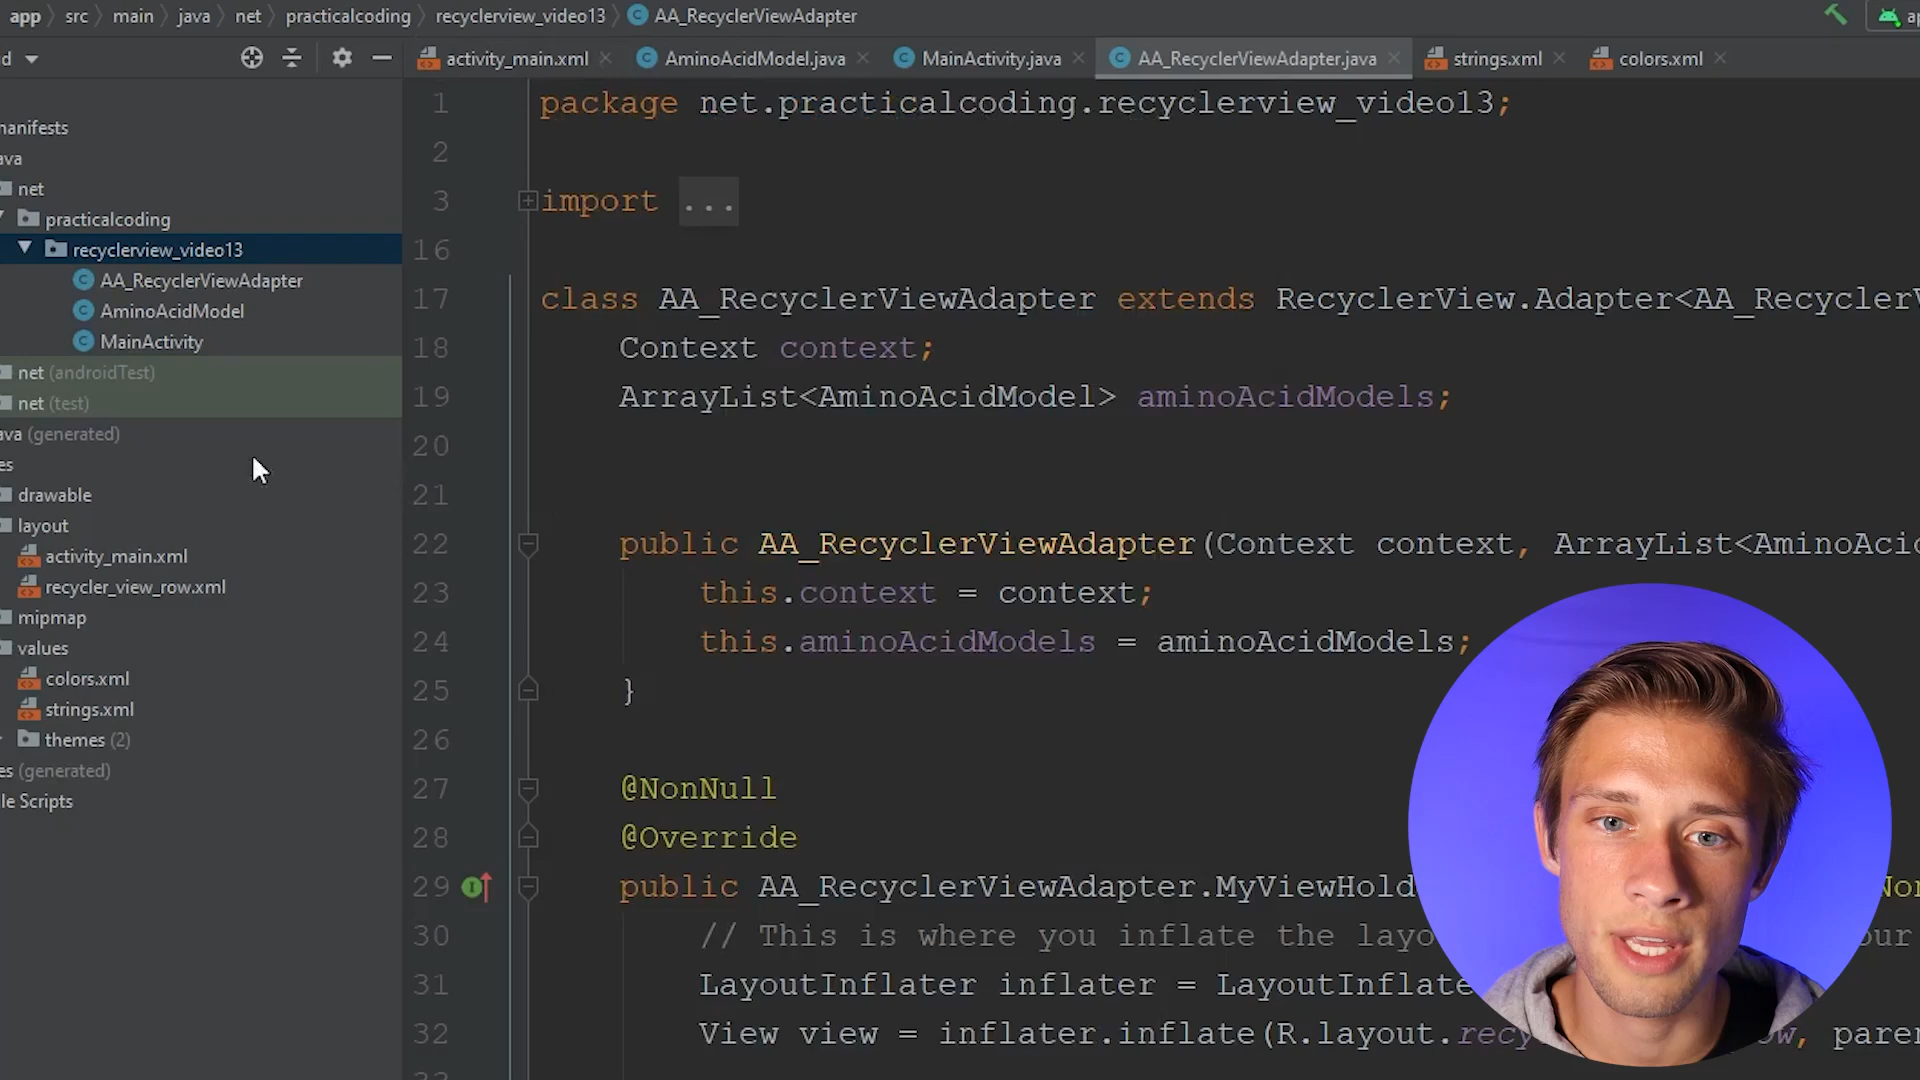 app src main java net practicalcoding recyclerview_video13 AA_RecyclerViewAdapter
activity_main.xml AminoAcidModel.java MainActivity.java AA_RecyclerViewAdapter.java strings.xml colors.xml
manifests
java
net
practicalcoding
recyclerview_video13
AA_RecyclerViewAdapter
AminoAcidModel
MainActivity
net (androidTest)
net (test)
java (generated)
es
drawable
layout
activity_main.xml
recycler_view_row.xml
mipmap
values
colors.xml
strings.xml
themes (2)
es (generated)
le Scripts
1 package net.practicalcoding.recyclerview_video13;
2
3 import ...
16
17 class AA_RecyclerViewAdapter extends RecyclerView.Adapter<AA_RecyclerV
18 Context context;
19 ArrayList<AminoAcidModel> aminoAcidModels;
20
21
22 public AA_RecyclerViewAdapter(Context context, ArrayList<AminoAci
23 this.context = context;
24 this.aminoAcidModels = aminoAcidModels;
25 }
26
27 @NonNull
28 @Override
29 public AA_RecyclerViewAdapter.MyViewHold
30 // This is where you inflate the layo
31 LayoutInflater inflater = LayoutInflate
32 View view = inflater.inflate(R.layout.recy w, paren